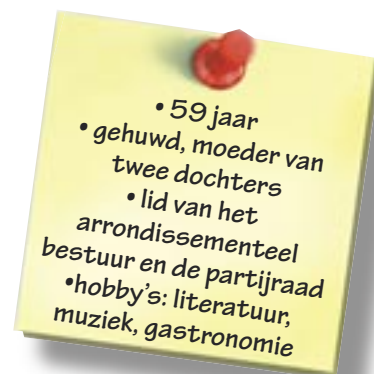 • 59 jaar
• gehuwd, moeder van
twee dochters
• lid van het
arrondissementeel
bestuur en de partijraad
•hobby's: literatuur,
muziek, gastronomie